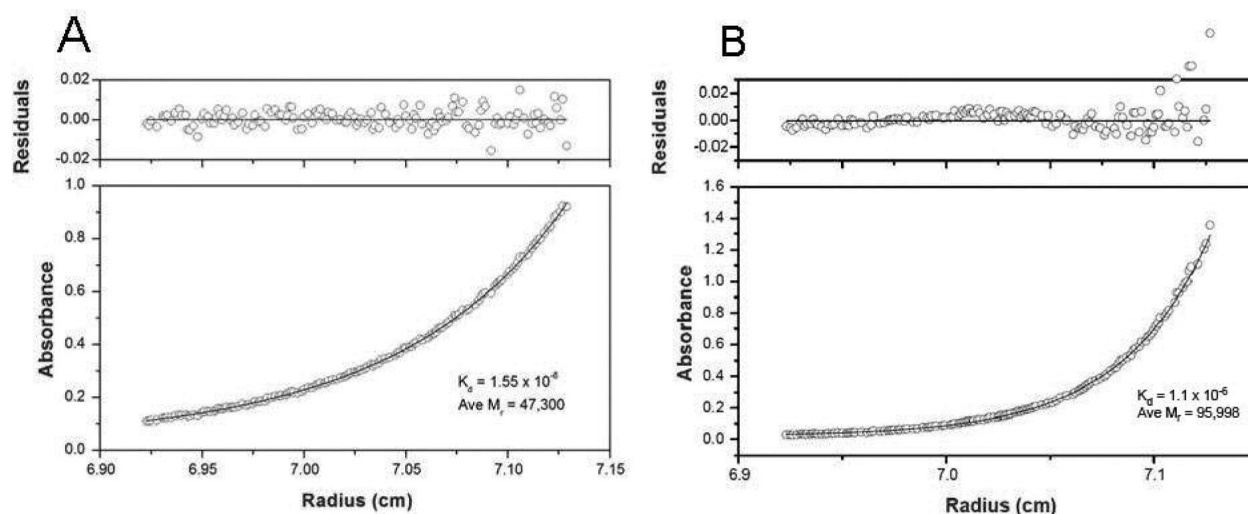 A
Residuals
0.02
0.00
-0.02
Absorbance
1.0
0.8
0.6
0.4
0.2
0.0
Kd = 1.55 x 10-6
Ave Mr = 47,300
6.90 6.95 7.00 7.05 7.10 7.15
Radius (cm)
B
Residuals
0.02
0.00
-0.02
Absorbance
1.6
1.4
1.2
1.0
0.8
0.6
0.4
0.2
0.0
Kd = 1.1 x 10-6
Ave Mr = 95,998
6.9 7.0 7.1
Radius (cm)